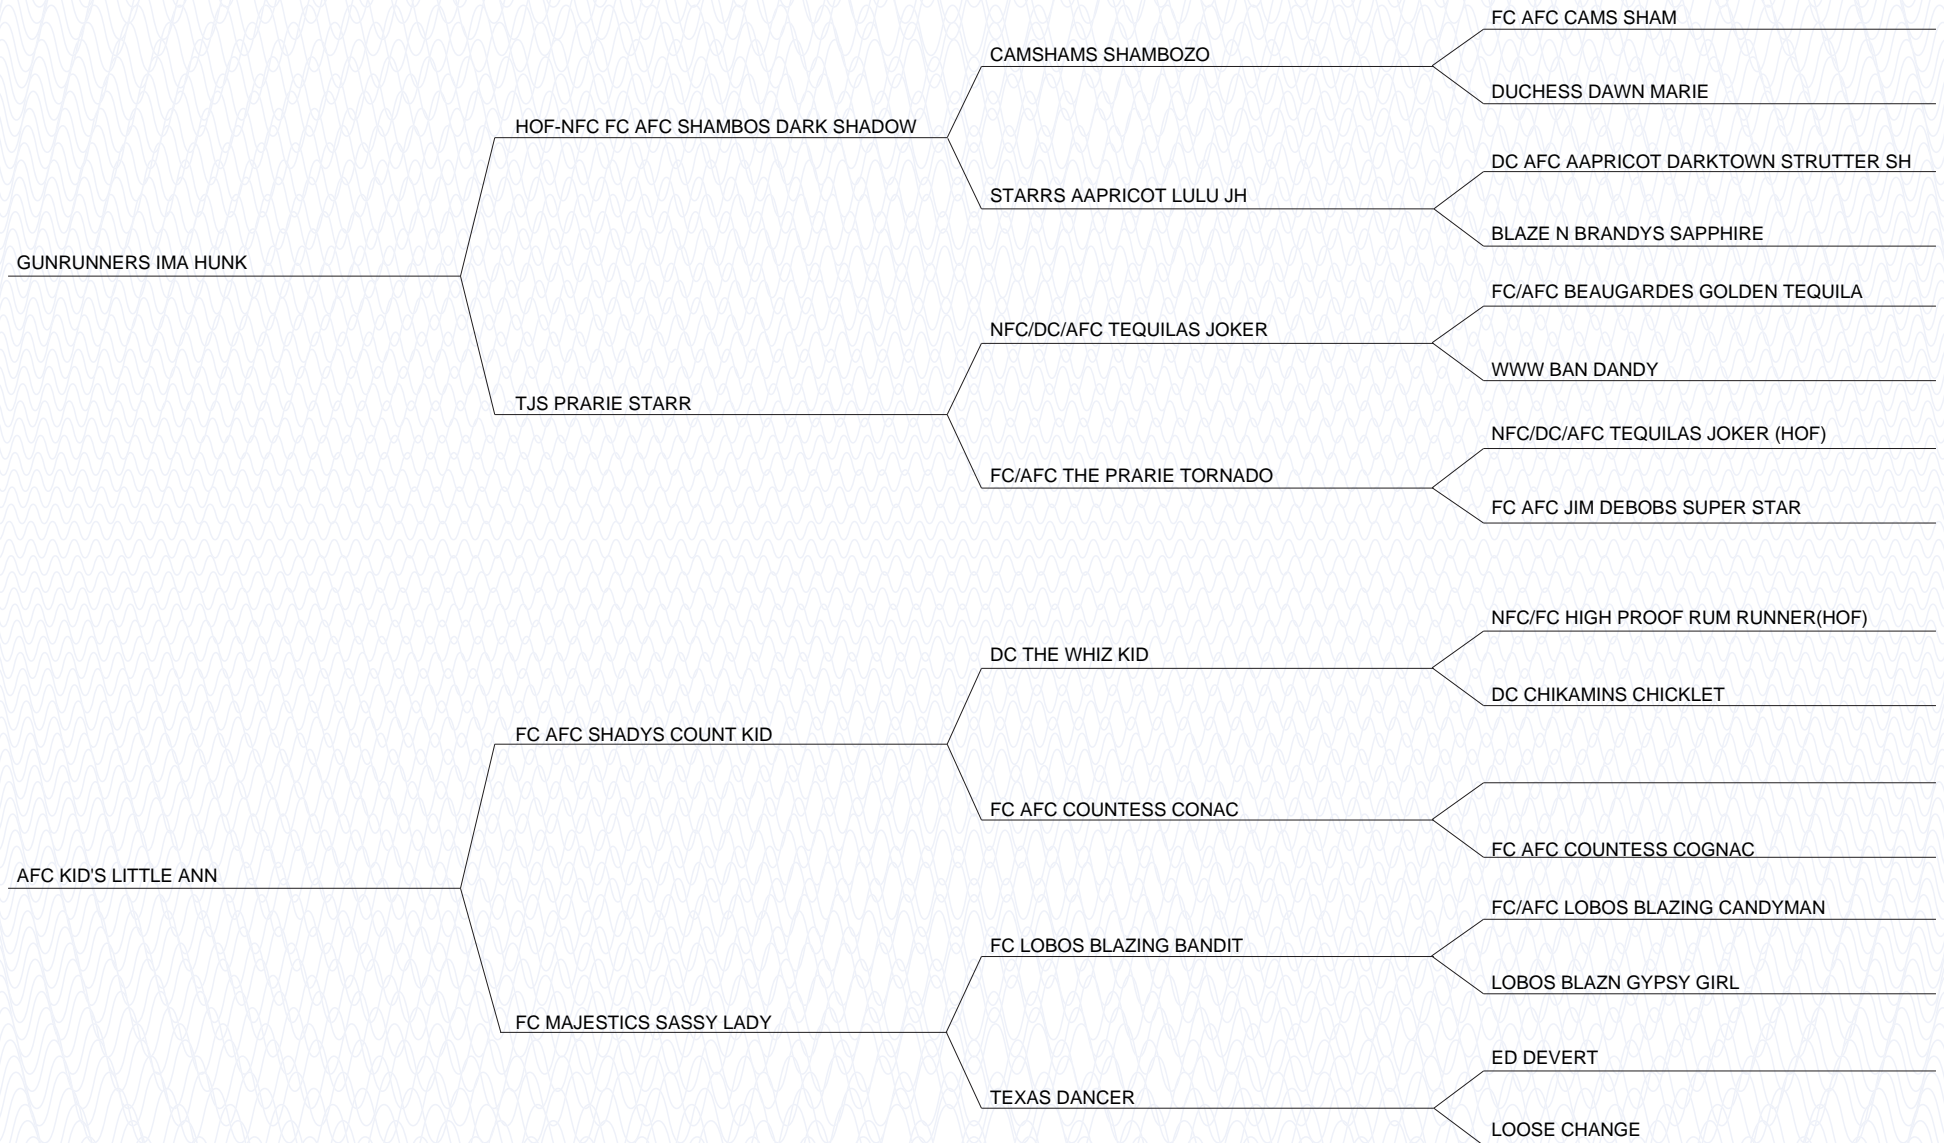 FC AFC CAMS SHAM
CAMSHAMS SHAMBOZO
DUCHESS DAWN MARIE
HOF-NFC FC AFC SHAMBOS DARK SHADOW
DC AFC AAPRICOT DARKTOWN STRUTTER SH
STARRS AAPRICOT LULU JH
BLAZE N BRANDYS SAPPHIRE
GUNRUNNERS IMA HUNK
FC/AFC BEAUGARDES GOLDEN TEQUILA
NFC/DC/AFC TEQUILAS JOKER
WWW BAN DANDY
TJS PRARIE STARR
NFC/DC/AFC TEQUILAS JOKER (HOF)
FC/AFC THE PRARIE TORNADO
FC AFC JIM DEBOBS SUPER STAR
NFC/FC HIGH PROOF RUM RUNNER(HOF)
DC THE WHIZ KID
DC CHIKAMINS CHICKLET
FC AFC SHADYS COUNT KID
FC AFC COUNTESS CONAC
FC AFC COUNTESS COGNAC
AFC KID'S LITTLE ANN
FC/AFC LOBOS BLAZING CANDYMAN
FC LOBOS BLAZING BANDIT
LOBOS BLAZN GYPSY GIRL
FC MAJESTICS SASSY LADY
ED DEVERT
TEXAS DANCER
LOOSE CHANGE